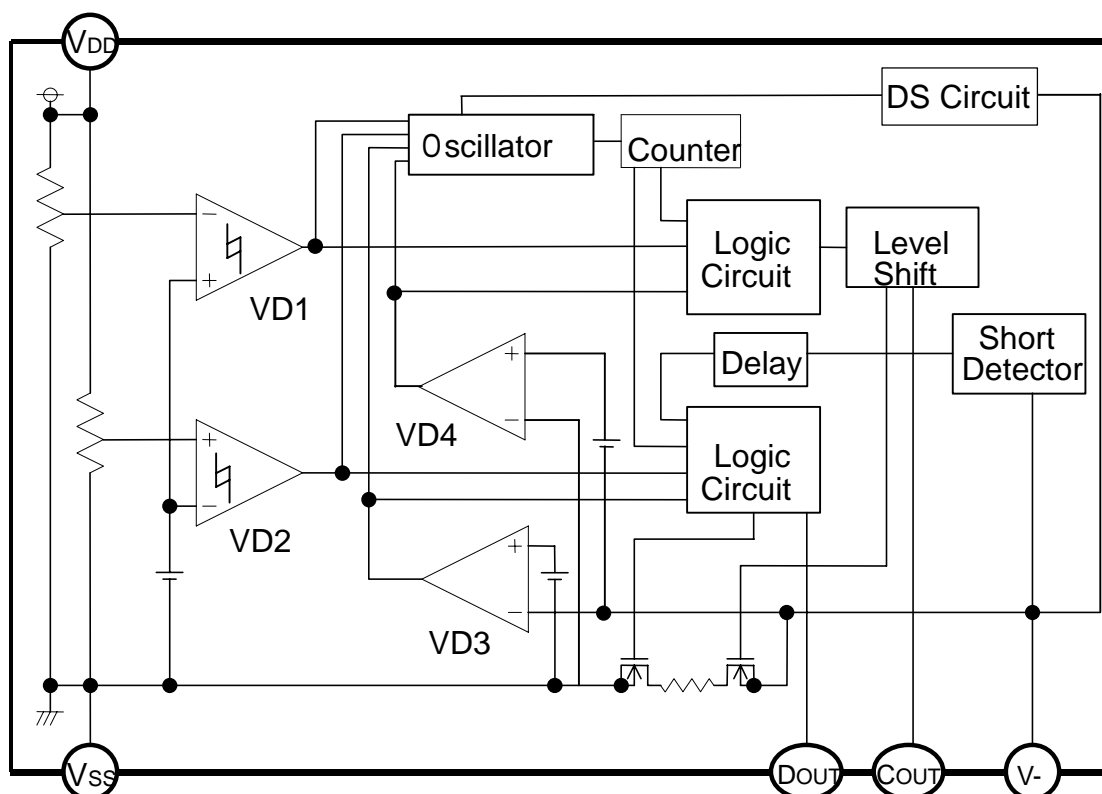 VDD
DS Circuit
Oscillator
Counter
Logic
Circuit
Level
Shift
VD1
Short
Detector
Delay
VD4
Logic
Circuit
VD2
VD3
VSS
DOUT
COUT
V-